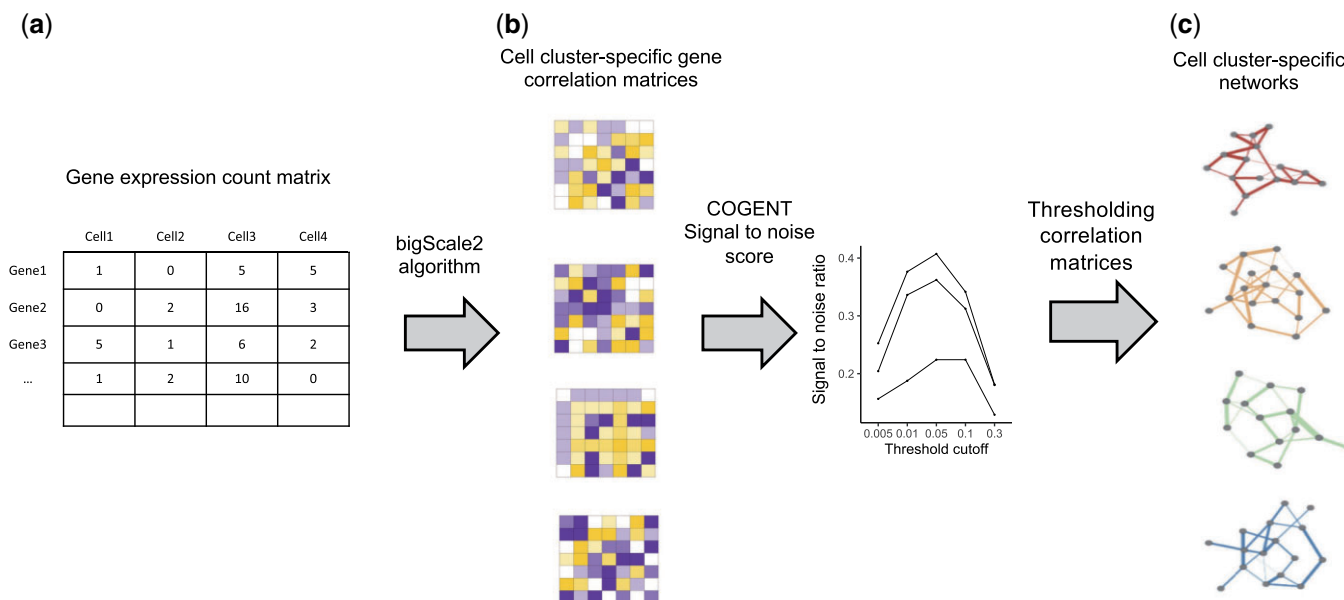 (a)
Gene expression count matrix
Cell1 Cell2 Cell3 Cell4
Gene1 1 0 5 5
Gene2 0 2 16 3
Gene3 5 1 6 2
... 1 2 10 0
bigScale2
algorithm
(b)
Cell cluster-specific gene
correlation matrices
COGENT
Signal to noise
score
Signal to noise ratio
0.4
0.3
0.2
0.005 0.01 0.05 0.1 0.3
Threshold cutoff
Thresholding
correlation
matrices
(c)
Cell cluster-specific
networks